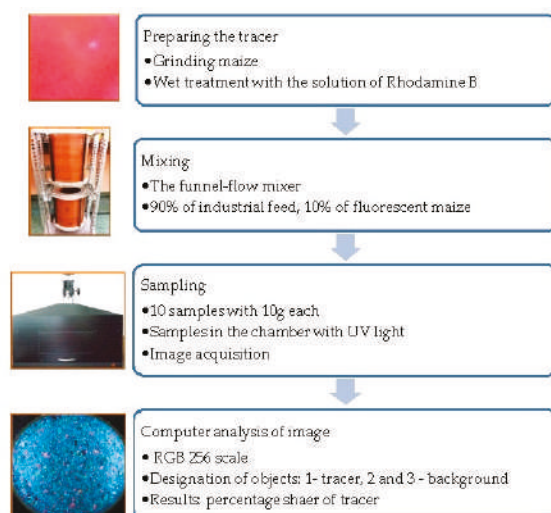 Preparing the tracer
•Grinding maize
•Wet treatment with the solution of Rhodamine B
Mixing
•The funnel-flow mixer
•90% of industrial feed, 10% of fluorescent maize
Sampling
•10 samples with 10g each
•Samples in the chamber with UV light
•Image acquisition
Computer analysis of image
• RGB 256 scale
•Designation of objects: 1- tracer, 2 and 3 - background
•Results: percentage shaer of tracer